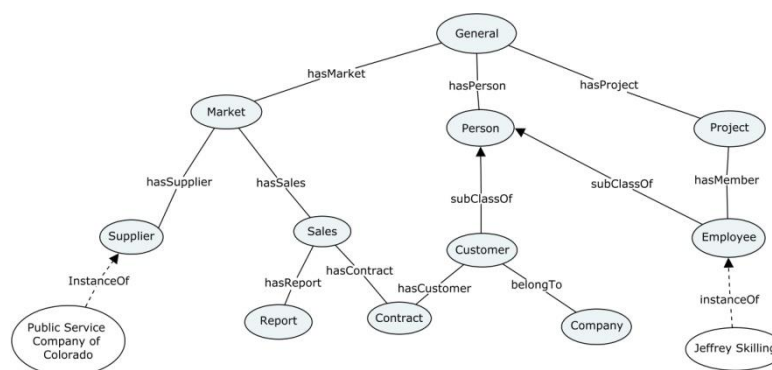 General
hasMarket
hasPerson
hasProject
Market
Person
Project
hasSupplier
hasSales
subClassOf
subClassOf
hasMember
Supplier
Sales
Customer
Employee
InstanceOf
hasReport
hasContract
hasCustomer
belongTo
instanceOf
Public Service
Company of
Colorado
Report
Contract
Company
Jeffrey Skilling